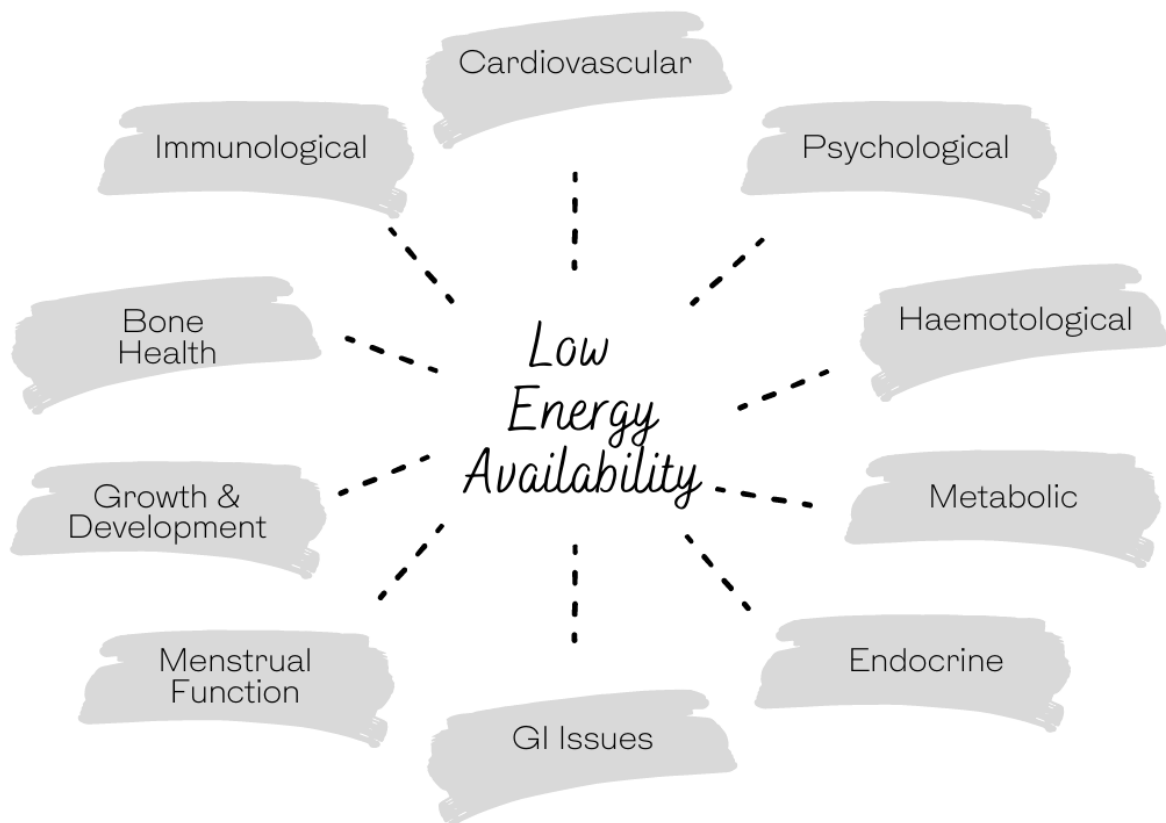 Cardiovascular
Immunological
Psychological
Bone
Health
Haemotological
Low
Energy
Availability
Growth &
Development
Metabolic
Menstrual
Function
Endocrine
GI Issues